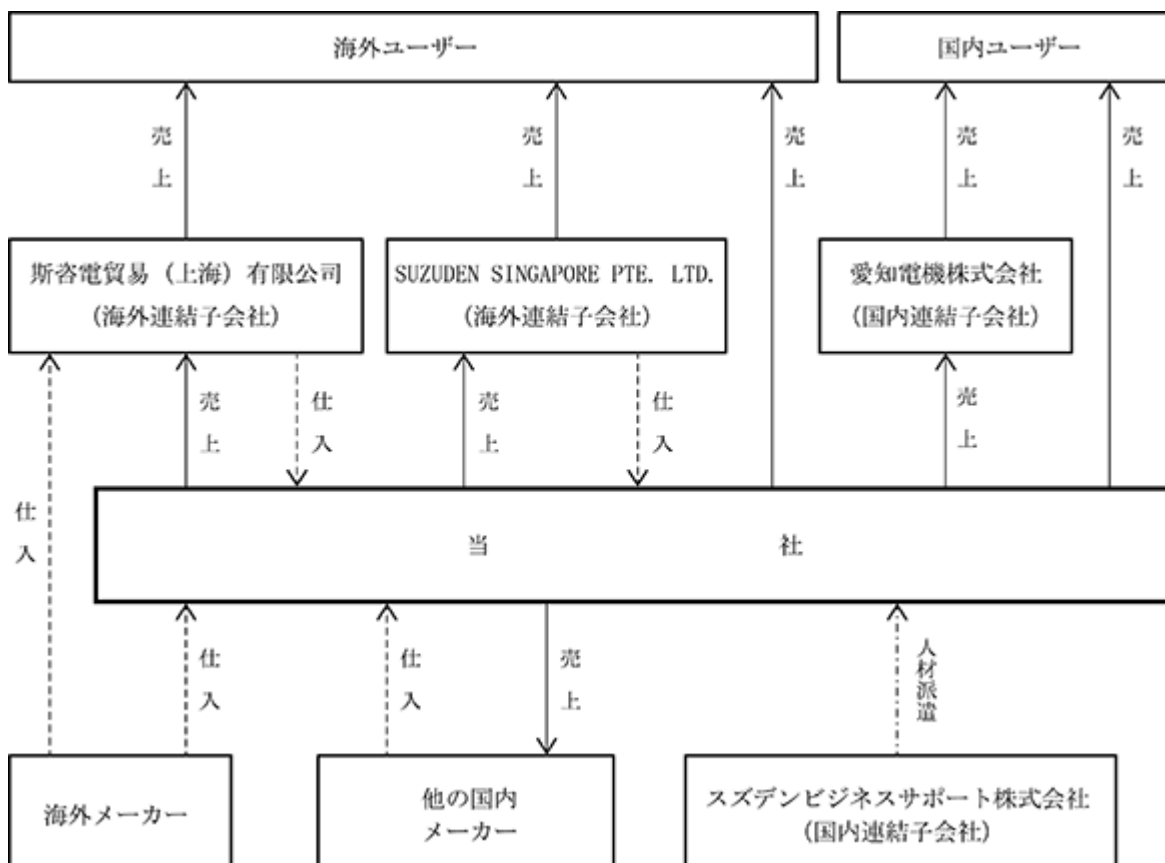 海外ユーザー
国内ユーザー
売上
売上
売上
売上
売上
斯咨電貿易（上海）有限公司
(海外連結子会社)
SUZUDEN SINGAPORE PTE. LTD.
(海外連結子会社)
愛知電機株式会社
(国内連結子会社)
売上
仕入
売上
仕入
売上
仕入
当社
仕入
仕入
売上
人材派遣
海外メーカー
他の国内
メーカー
スズデンビジネスサポート株式会社
(国内連結子会社)